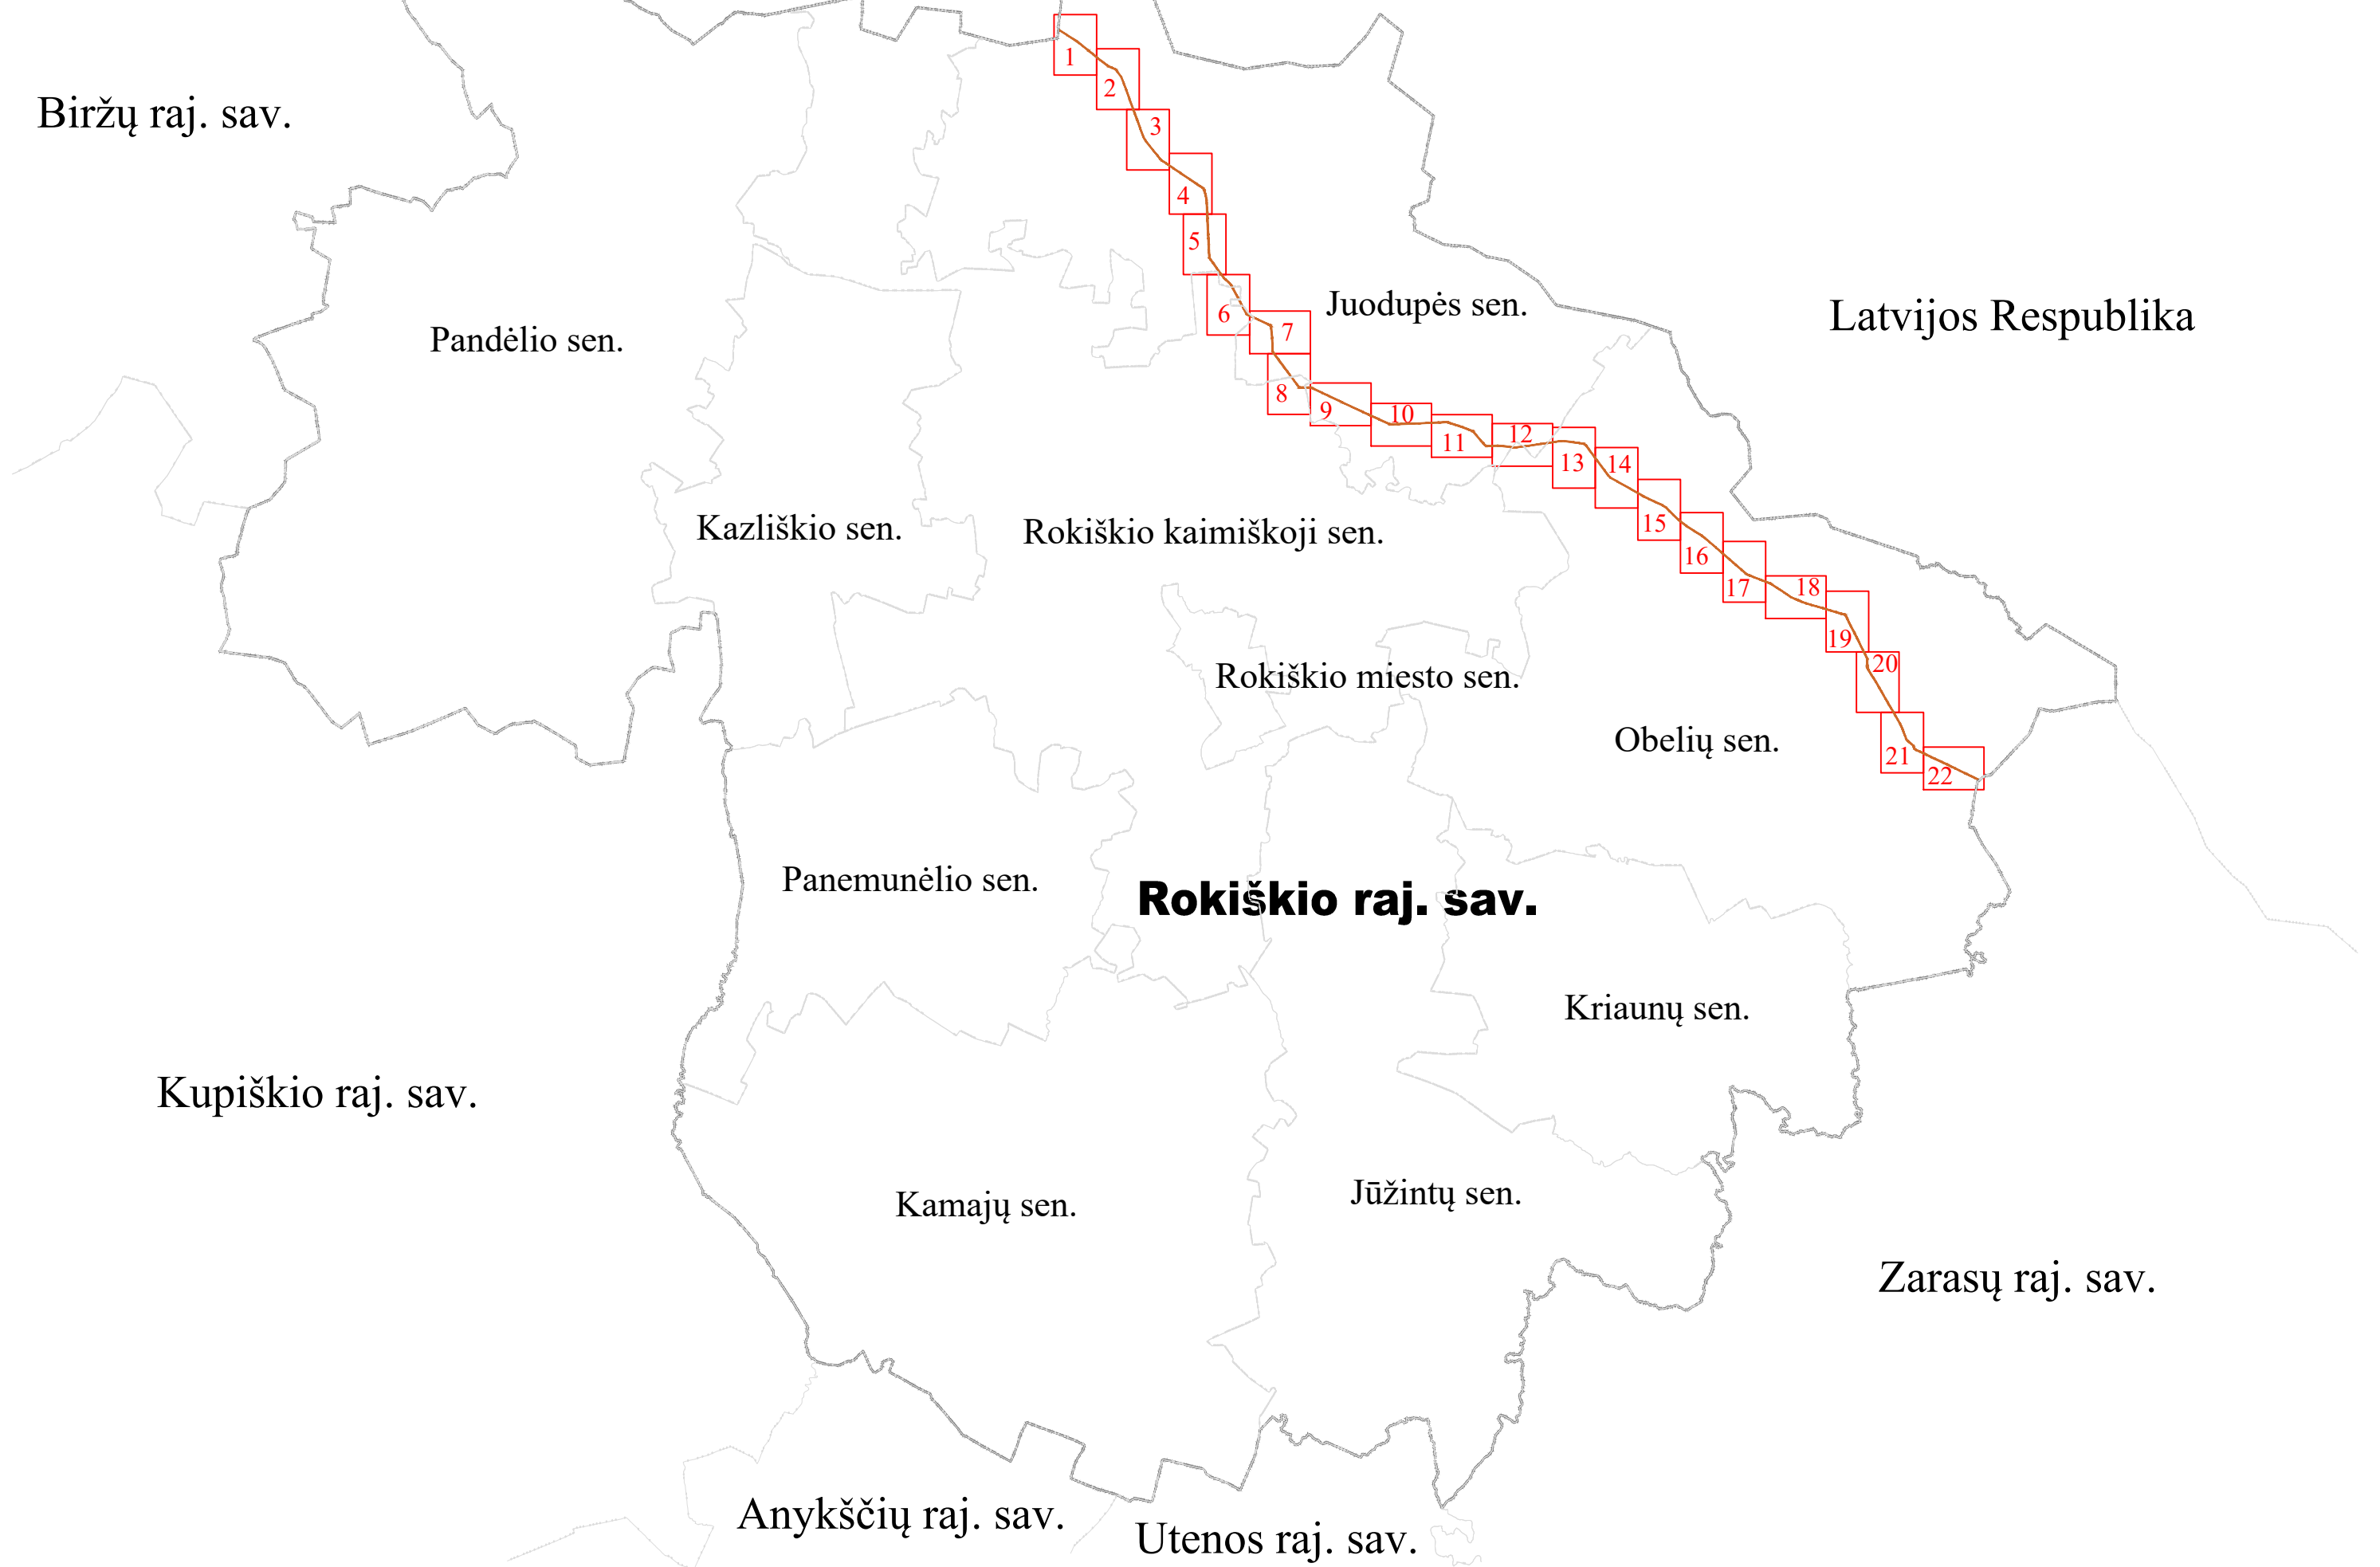 1
2
Biržų raj. sav.
3
4
5
Juodupės sen.
6
Latvijos Respublika
7
Pandėlio sen.
8
9
10
11
12
13
14
15
Kazliškio sen.
Rokiškio kaimiškoji sen.
16
17
18
19
20
Rokiškio miesto sen.
Obelių sen.
21
22
Panemunėlio sen.
Rokiškio raj. sav.
Kriaunų sen.
Kupiškio raj. sav.
Kamajų sen.
Jūžintų sen.
Zarasų raj. sav.
Anykščių raj. sav.
Utenos raj. sav.